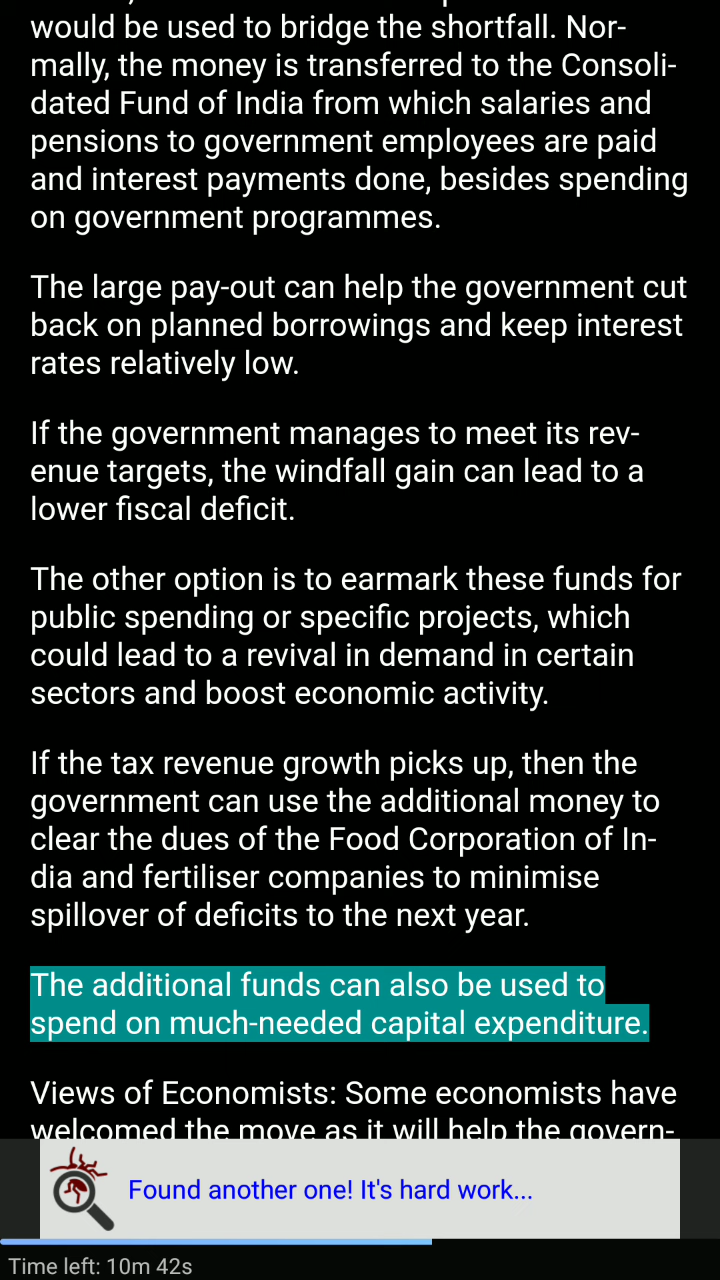 would be used to bridge the shortfall. Nor-
mally, the money is transferred to the Consoli-
dated Fund of India from which salaries and
pensions to government employees are paid
and interest payments done, besides spending
on government programmes.
The large pay-out can help the government cut
back on planned borrowings and keep interest
rates relatively low.
If the government manages to meet its rev-
enue targets, the windfall gain can lead to a
lower fiscal deficit.
The other option is to earmark these funds for
public spending or specific projects, which
could lead to a revival in demand in certain
sectors and boost economic activity.
If the tax revenue growth picks up, then the
government can use the additional money to
clear the dues of the Food Corporation of In-
dia and fertiliser companies to minimise
spillover of deficits to the next year.
The additional funds can also be used to
spend on much-needed capital expenditure.
Views of Economists: Some economists have
welcomed the move as it will help the govern-
Found another one! It's hard work...
Time left: 10m 42s